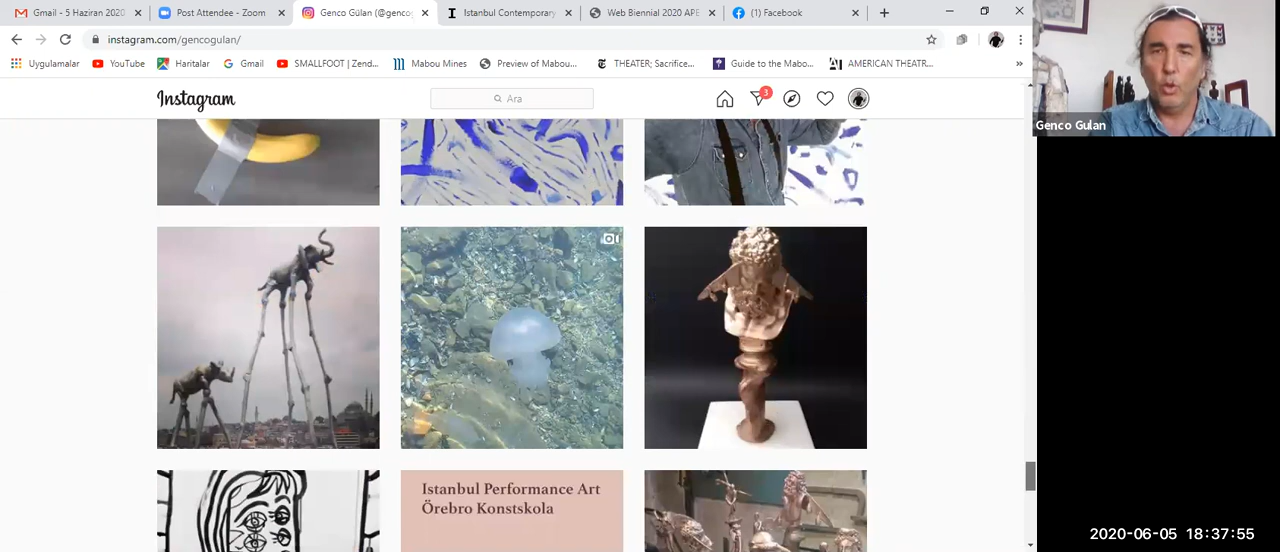 Gmail - 5 Haziran 2020
Post Attendee - Zoom
Genco Gülan (@gencog
Istanbul Contemporary
Web Biennial 2020 APE
(1) Facebook
instagram.com/gencogulan/
Uygulamalar
YouTube
Haritalar
Gmail
SMALLFOOT | Zend...
Mabou Mines
Preview of Mabou...
THEATER; Sacrifice...
Guide to the Mabo...
AMERICAN THEATR...
Instagram
Ara
3
Genco Gulan
Istanbul Performance Art
Örebro Konstskola
2020-06-05 18:37:55